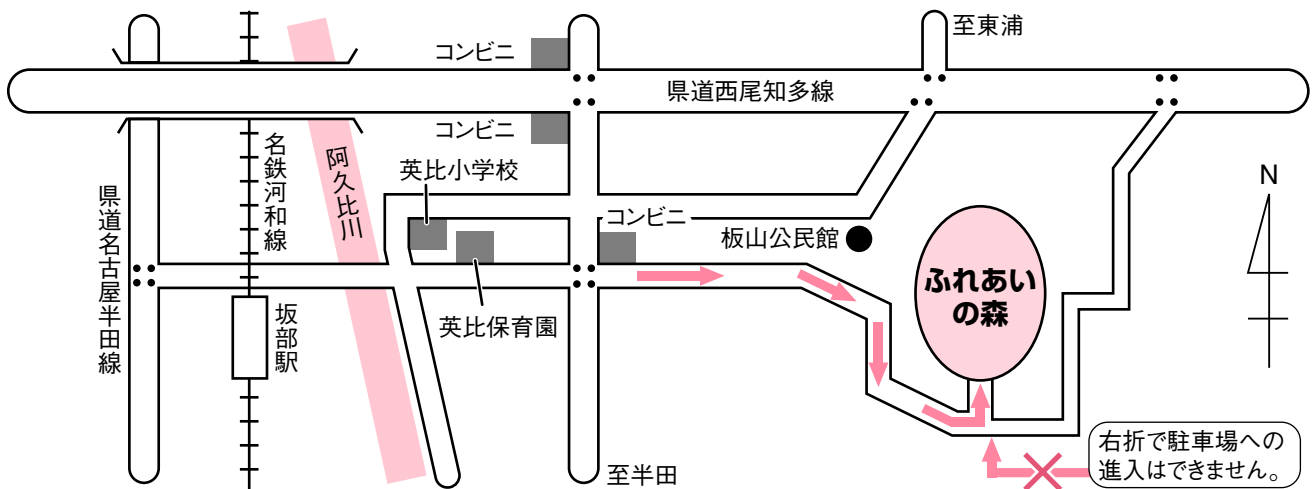 至東浦
コンビニ
県道西尾知多線
コンビニ
名鉄河和線
阿久比川
英比小学校
県道名古屋半田線
コンビニ
板山公民館
N
ふれあい
の森
坂部駅
英比保育園
右折で駐車場への
進入はできません。
至半田